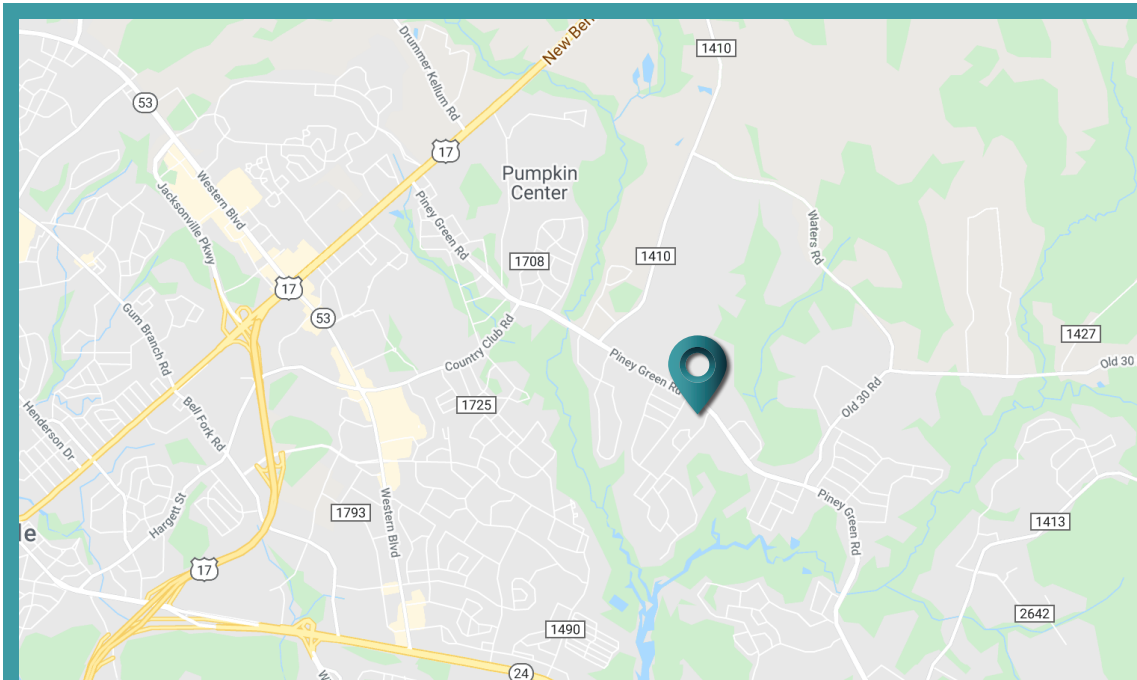 New Ber
1410
Drummer Kellum Rd
53
17
Pumpkin
Center
Western Blvd
Jacksonville Pkwy
Piney Green Rd
Waters Rd
1708
1410
17
53
Gum Branch Rd
Country Club Rd
1427
Old 30
Piney Green Rd
Old 30 Rd
1725
Henderson Dr
Bell Fork Rd
Hargett St
1793
Western Blvd
Piney Green Rd
1413
le
17
1490
2642
24
W